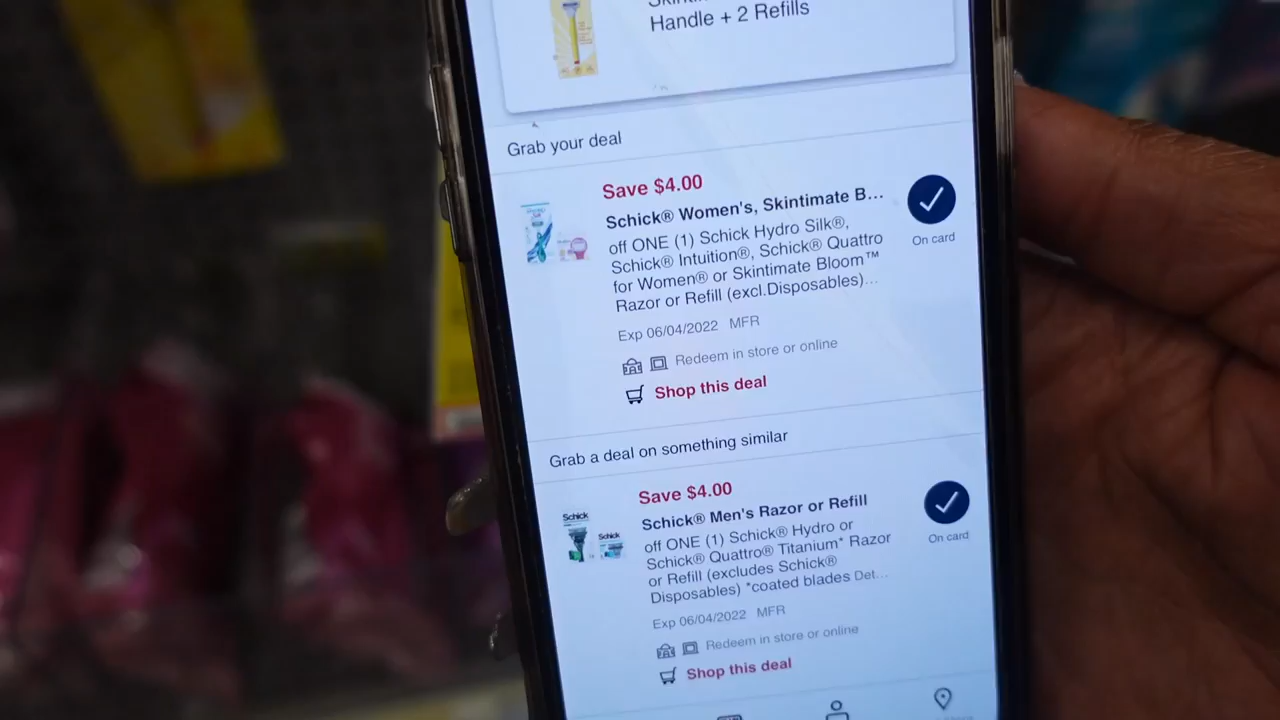 Handle + 2 Refills
Grab your deal
Save $4.00
Schick® Women's, Skintimate B...
off ONE (1) Schick Hydro Silk®,
Schick® Intuition®, Schick® Quattro
for Women® or Skintimate Bloom™
Razor or Refill (excl.Disposables)...
Exp 06/04/2022 MFR
On card
Redeem in store or online
Shop this deal
Grab a deal on something similar
Schick
Schick
Save $4.00
Schick® Men's Razor or Refill
off ONE (1) Schick® Hydro or
Schick® Quattro® Titanium* Razor
or Refill (excludes Schick®
Disposables) *coated blades Det...
Exp 06/04/2022 MFR
On card
Redeem in store or online
Shop this deal